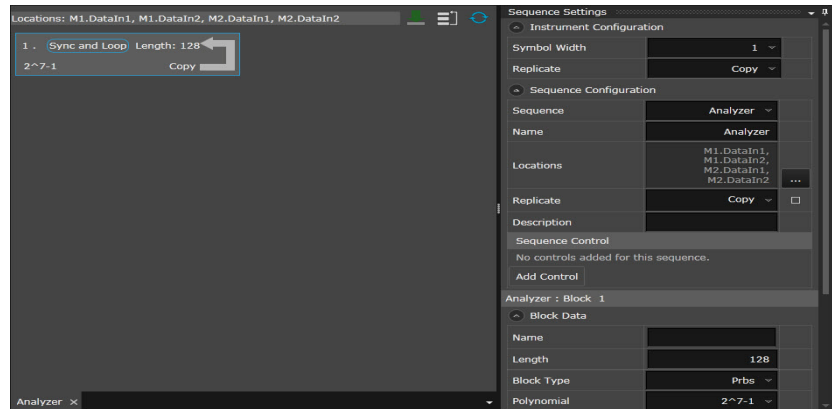 Locations: M1.DataIn1, M1.DataIn2, M2.DataIn1, M2.DataIn2
1 . Sync and Loop Length: 128
2^7-1 Copy
Analyzer ×
Sequence Settings
Instrument Configuration
Symbol Width 1
Replicate Copy
Sequence Configuration
Sequence Analyzer
Name Analyzer
Locations M1.DataIn1,
M1.DataIn2,
M2.DataIn1,
M2.DataIn2 ...
Replicate Copy
Description
Sequence Control
No controls added for this sequence.
Add Control
Analyzer : Block 1
Block Data
Name
Length 128
Block Type Prbs
Polynomial 2^7-1